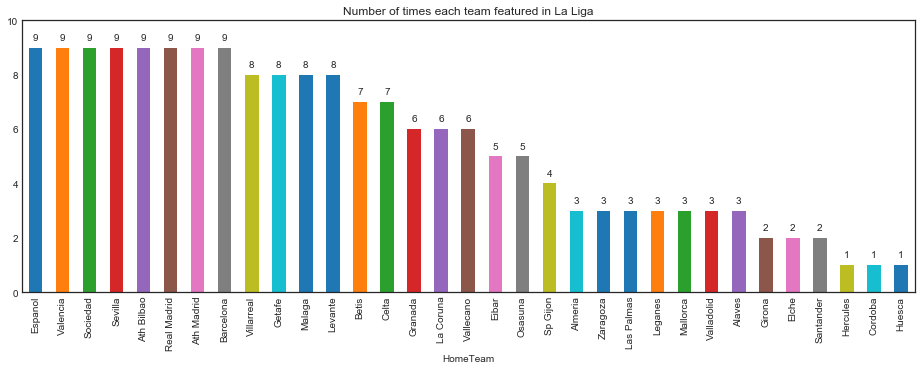 Number of times each team featured in La Liga
10
8
6
4
2
0
9 9 9 9 9 9 9 9 8 8 8 8 7 7 6 6 6 5 5 4 3 3 3 3 3 3 3 2 2 2 1 1 1
Espanol
Valencia
Sociedad
Sevilla
Ath Bilbao
Real Madrid
Ath Madrid
Barcelona
Villarreal
Getafe
Malaga
Levante
Betis
Celta
Granada
La Coruna
Vallecano
Eibar
Osasuna
Sp Gijon
Almeria
Zaragoza
Las Palmas
Leganes
Mallorca
Valladolid
Alaves
Girona
Elche
Santander
Hercules
Cordoba
Huesca
HomeTeam